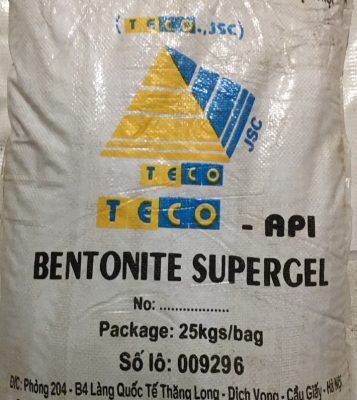 (TECO.,JSC)
JSC
TECO
TECO - API
BENTONITE SUPERGEL
No: ..................
Package: 25kgs/bag
Số lô: 009296
Đ/C: Phòng 204 - B4 Làng Quốc Tế Thăng Long - Dịch Vọng - Cầu Giấy - Hà Nội